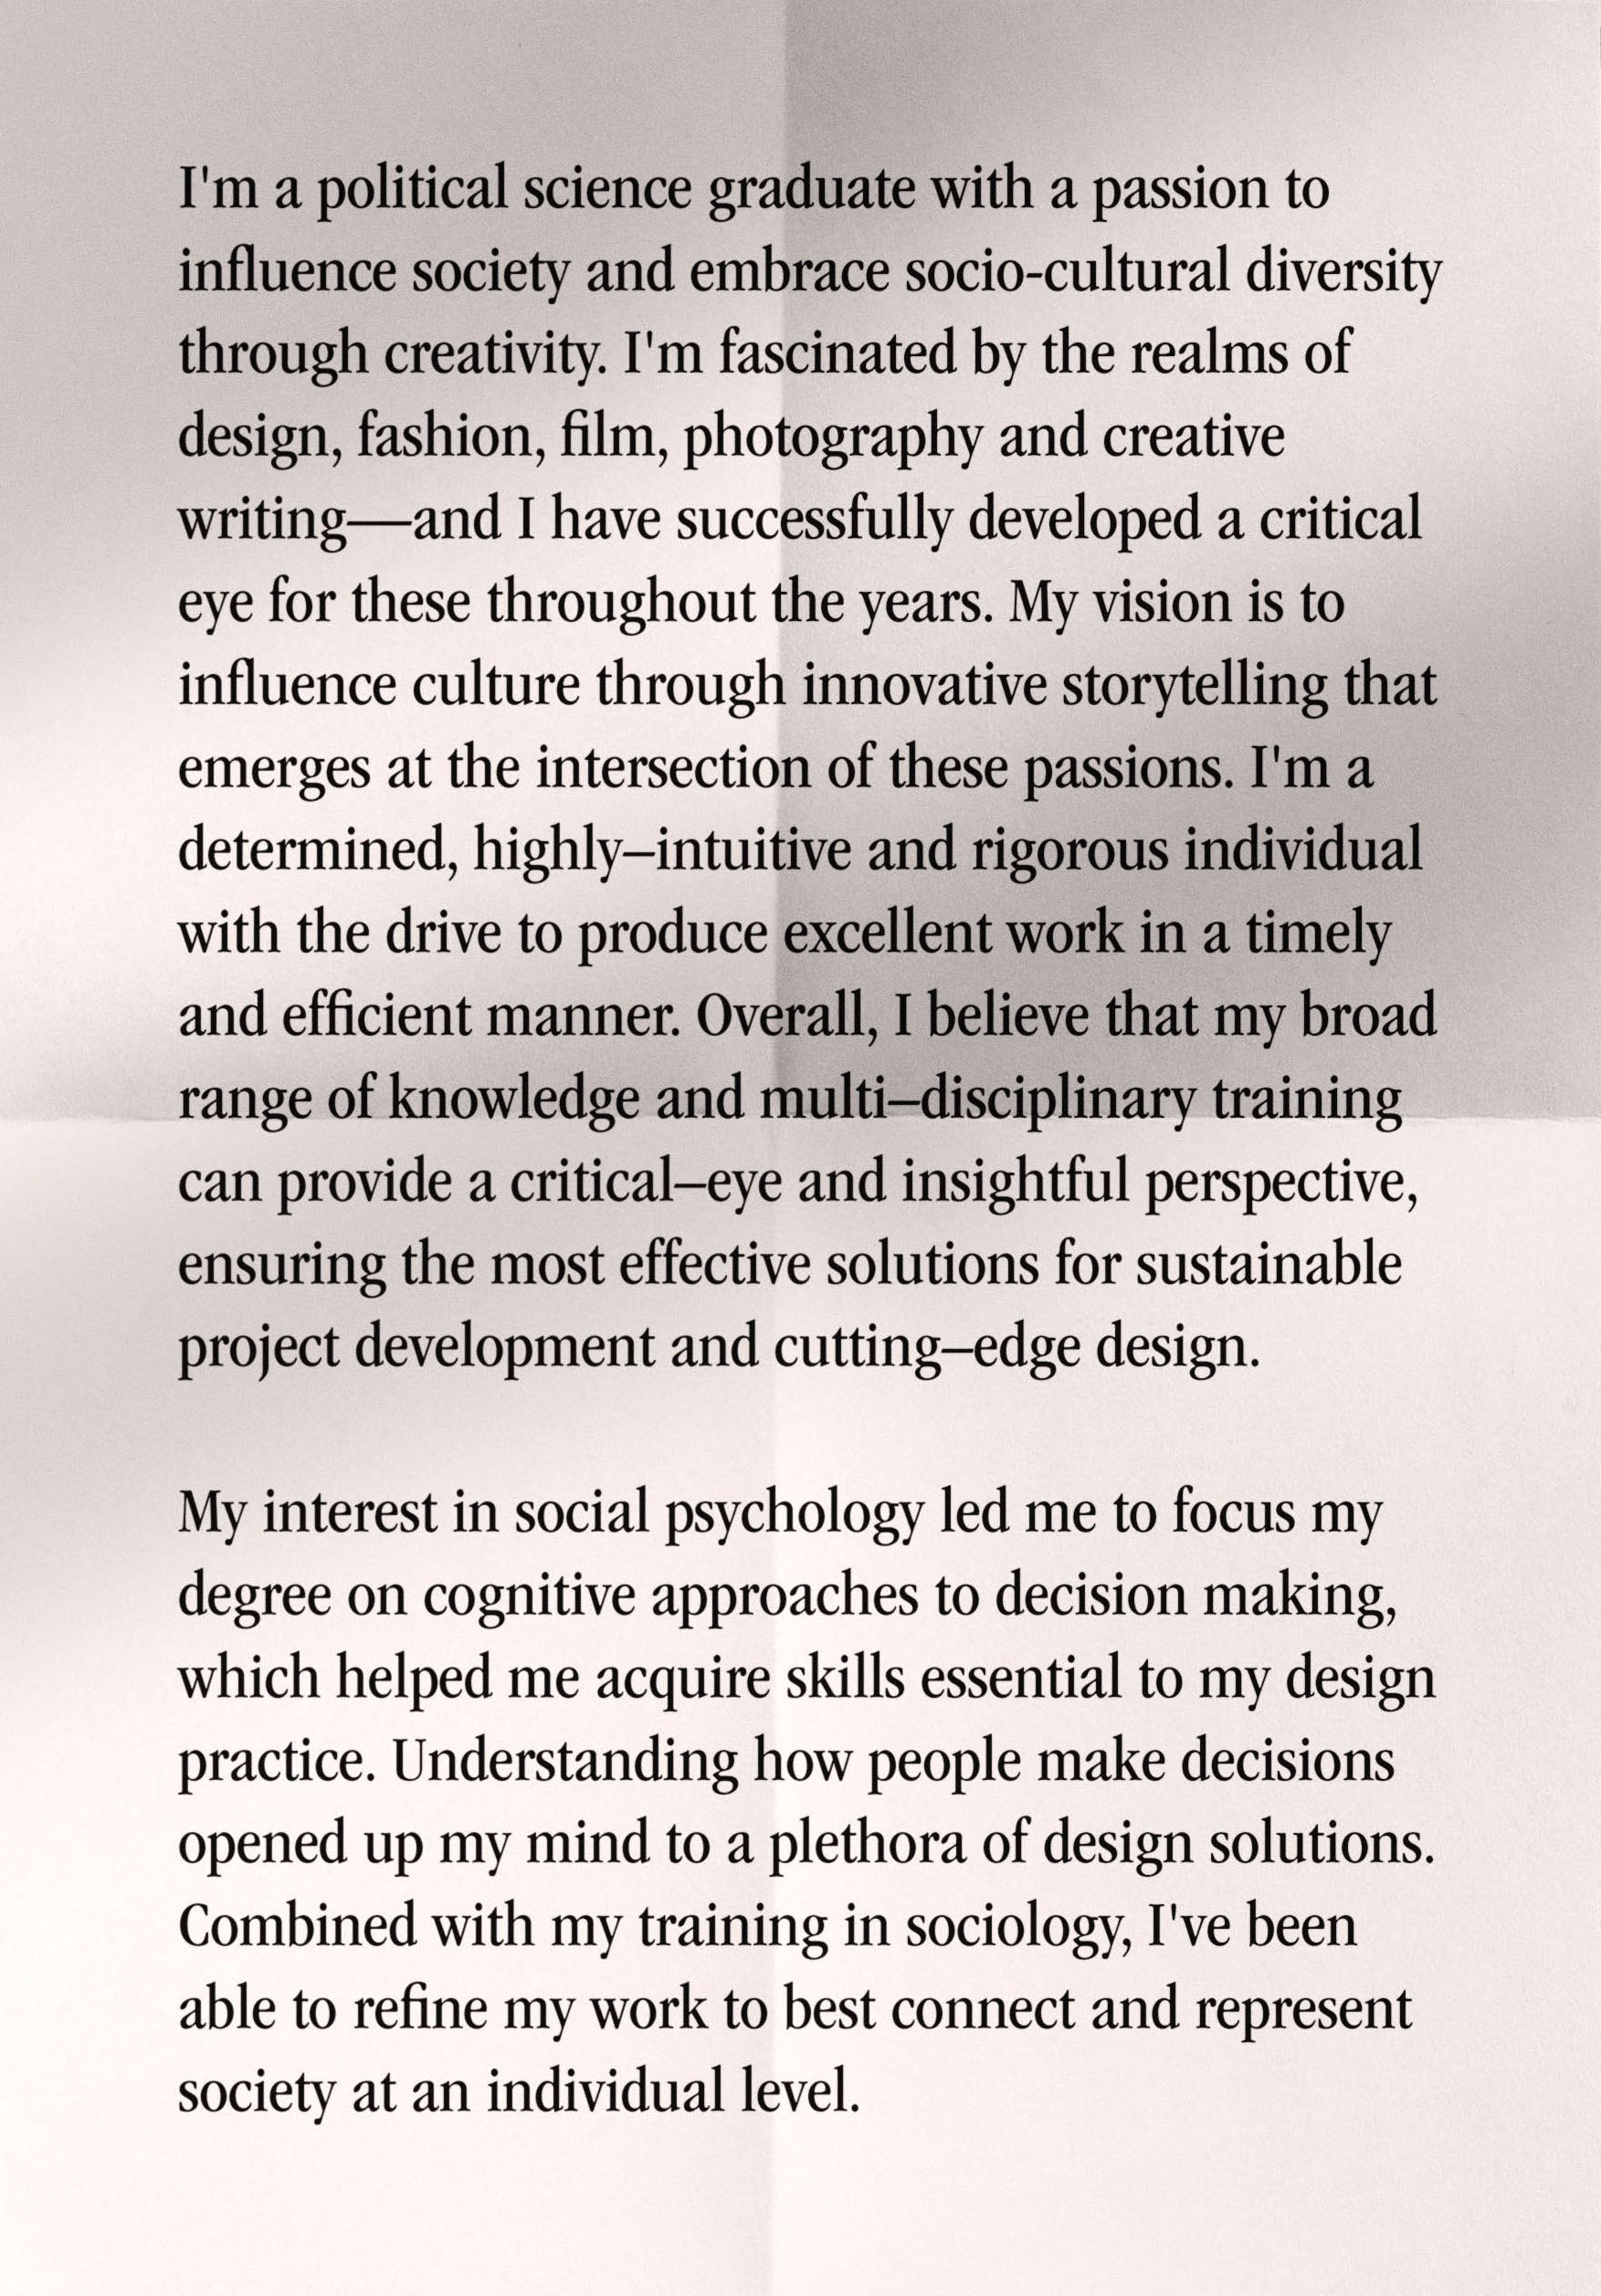 I'm a political science graduate with a passion to
influence society and embrace socio-cultural diversity
through creativity. I'm fascinated by the realms of
design, fashion, film, photography and creative
writing—and I have successfully developed a critical
eye for these throughout the years. My vision is to
influence culture through innovative storytelling that
emerges at the intersection of these passions. I'm a
determined, highly–intuitive and rigorous individual
with the drive to produce excellent work in a timely
and efficient manner. Overall, I believe that my broad
range of knowledge and multi–disciplinary training
can provide a critical–eye and insightful perspective,
ensuring the most effective solutions for sustainable
project development and cutting–edge design.

My interest in social psychology led me to focus my
degree on cognitive approaches to decision making,
which helped me acquire skills essential to my design
practice. Understanding how people make decisions
opened up my mind to a plethora of design solutions.
Combined with my training in sociology, I've been
able to refine my work to best connect and represent
society at an individual level.